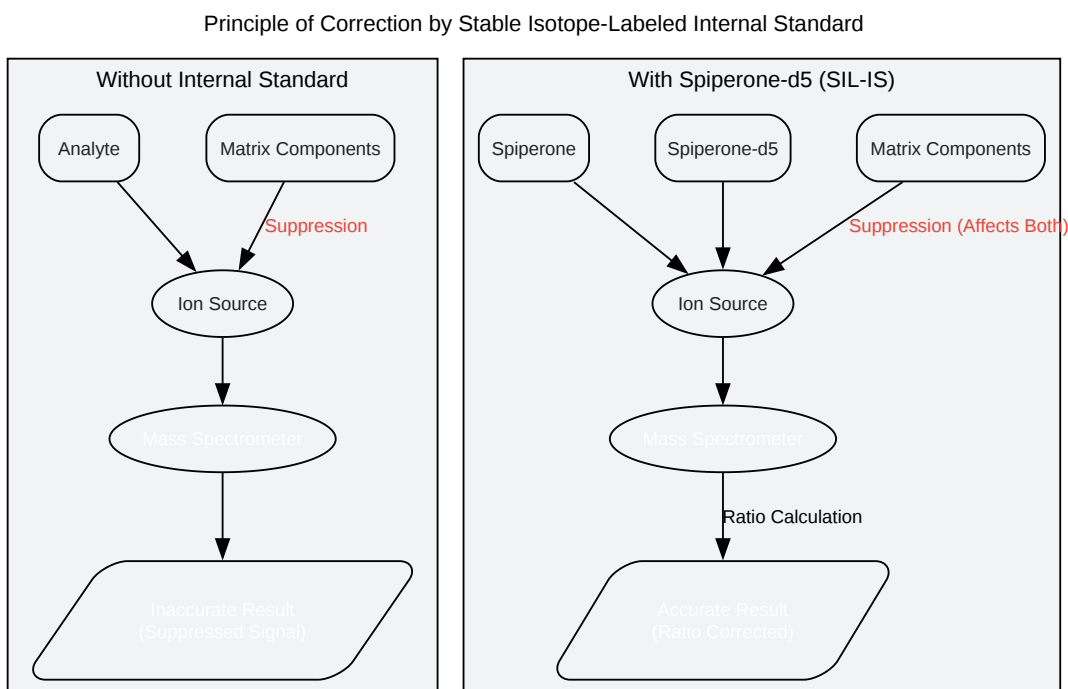 Principle of Correction by Stable Isotope-Labeled Internal Standard
Without Internal Standard
Analyte
Matrix Components
Suppression
Ion Source
Mass Spectrometer
Inaccurate Result
(Suppressed Signal)
With Spiperone-d5 (SIL-IS)
Spiperone
Spiperone-d5
Matrix Components
Suppression (Affects Both)
Ion Source
Mass Spectrometer
Ratio Calculation
Accurate Result
(Ratio Corrected)